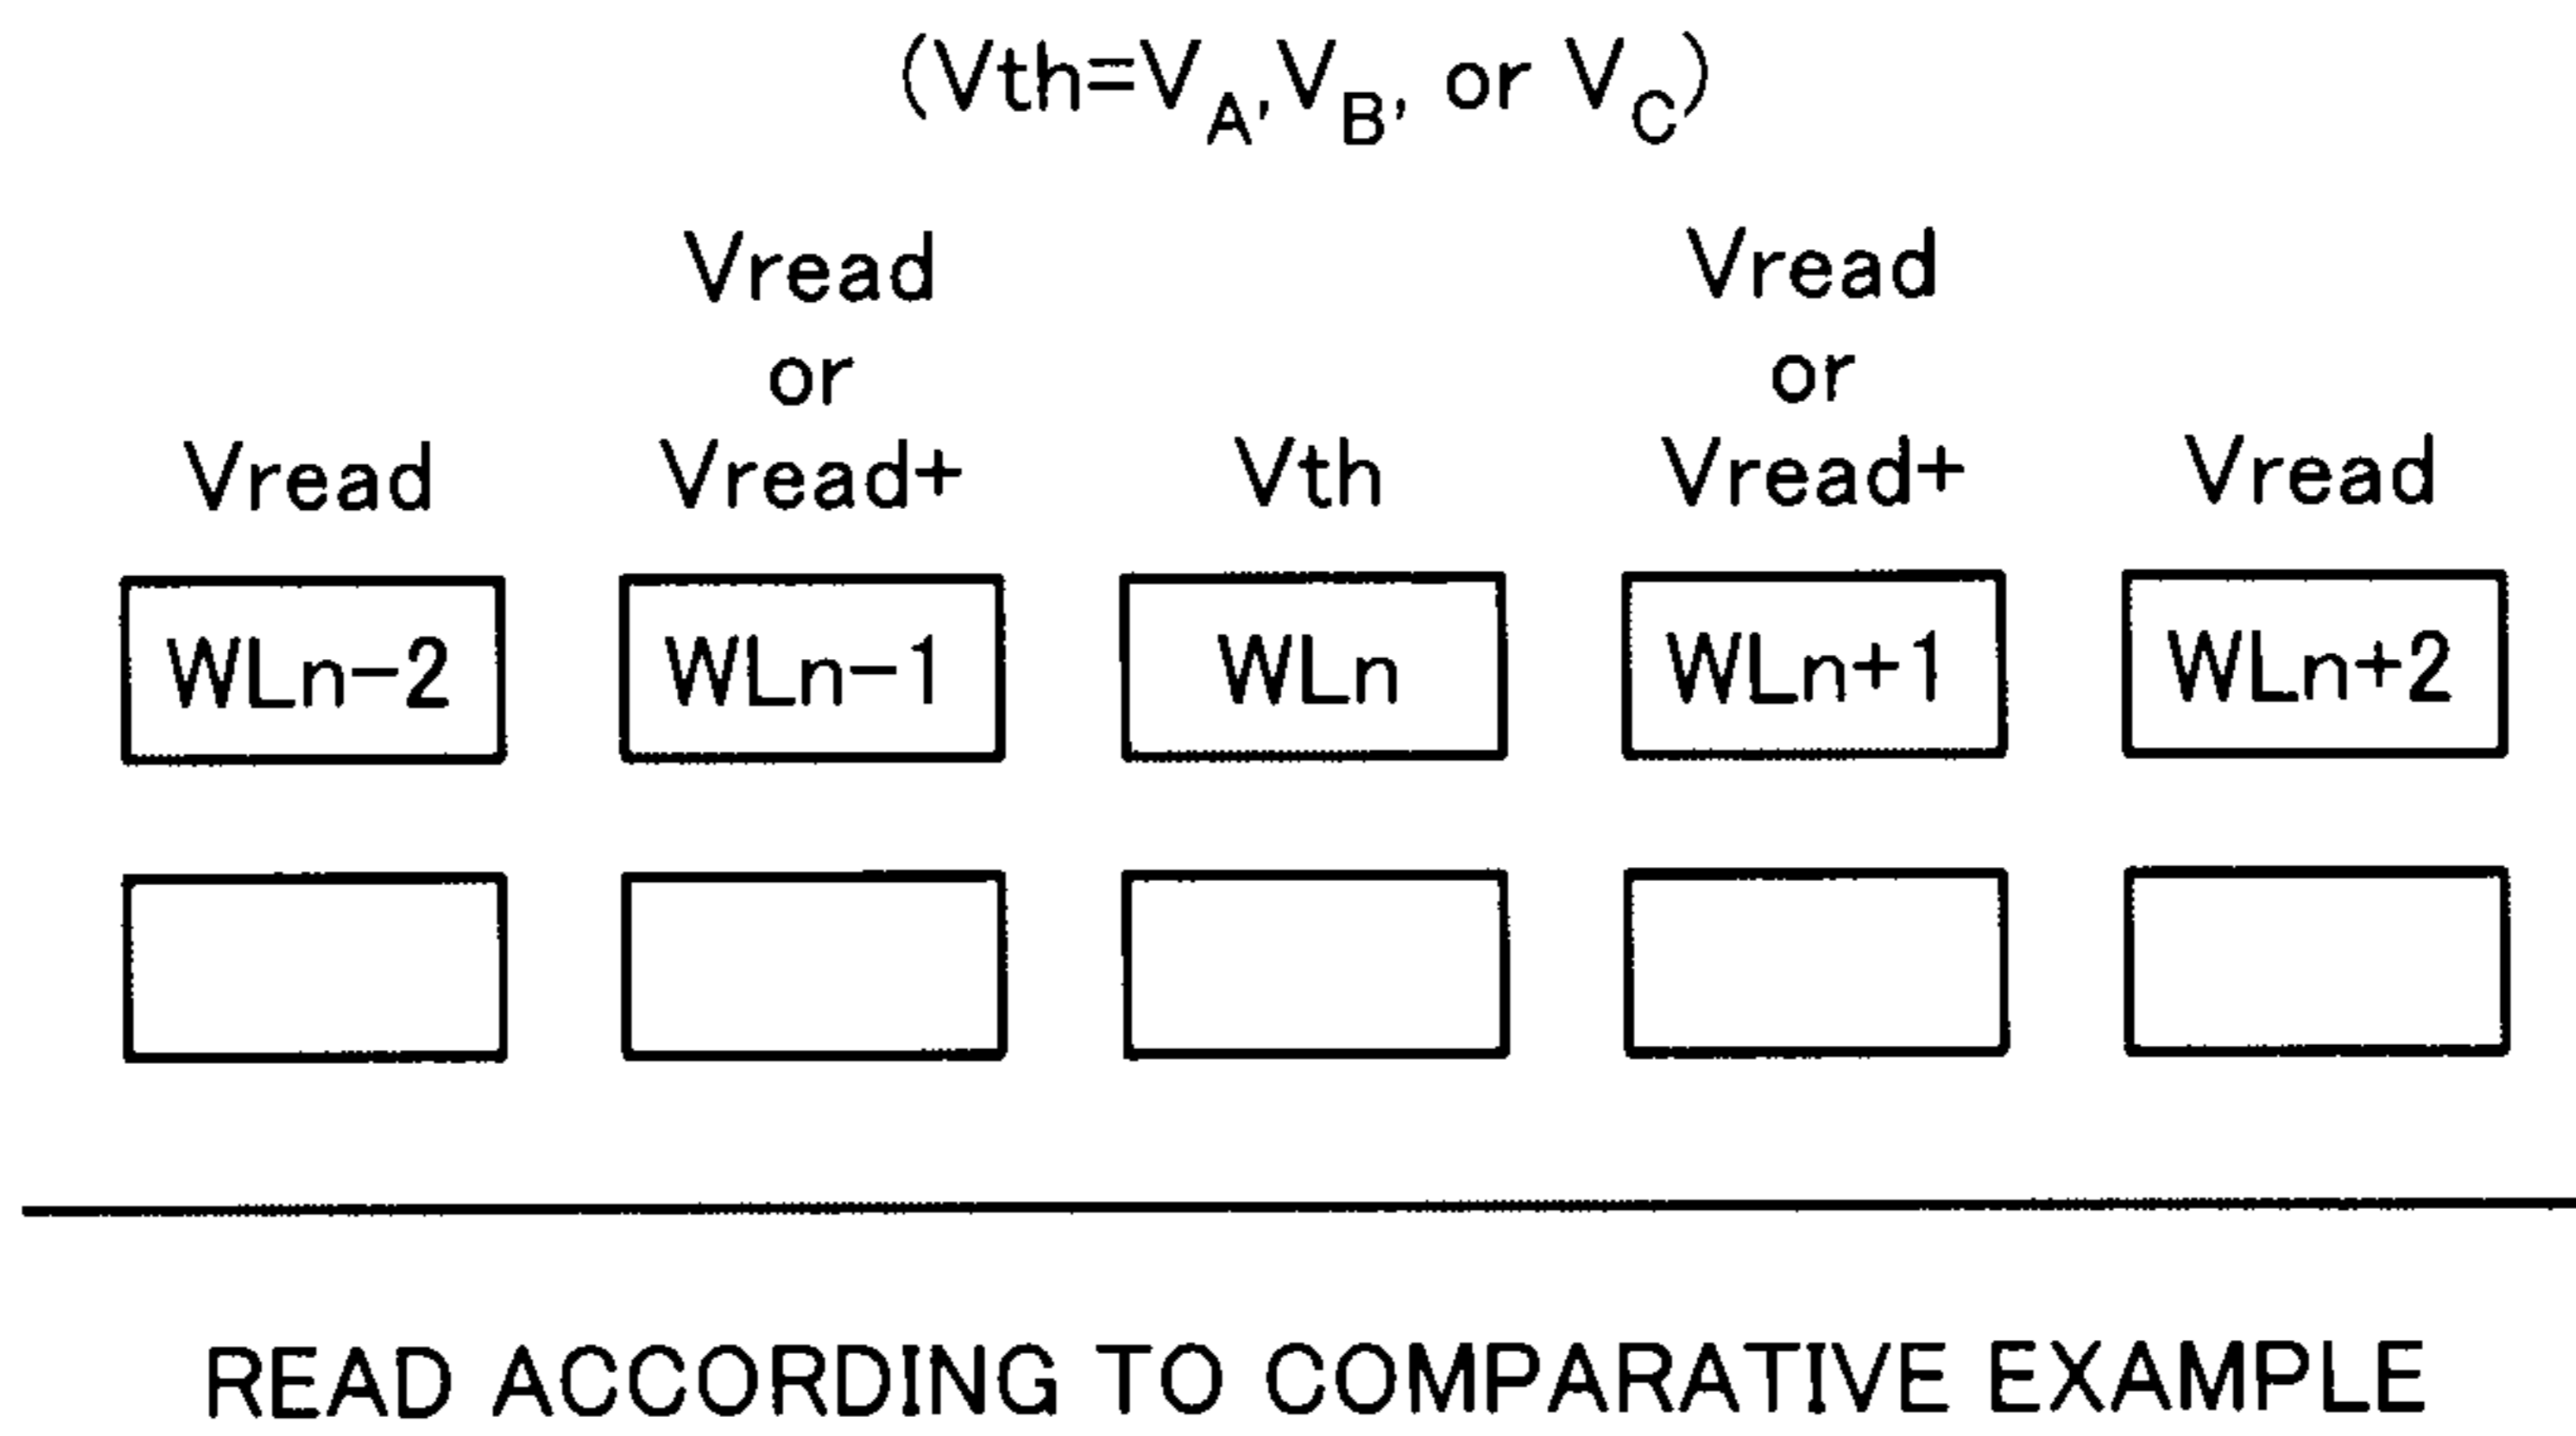 (Vth=VA, VB, or VC)
Vread Vread
or or
Vread Vread+ Vth Vread+ Vread
WLn-2 WLn-1 WLn WLn+1 WLn+2
READ ACCORDING TO COMPARATIVE EXAMPLE